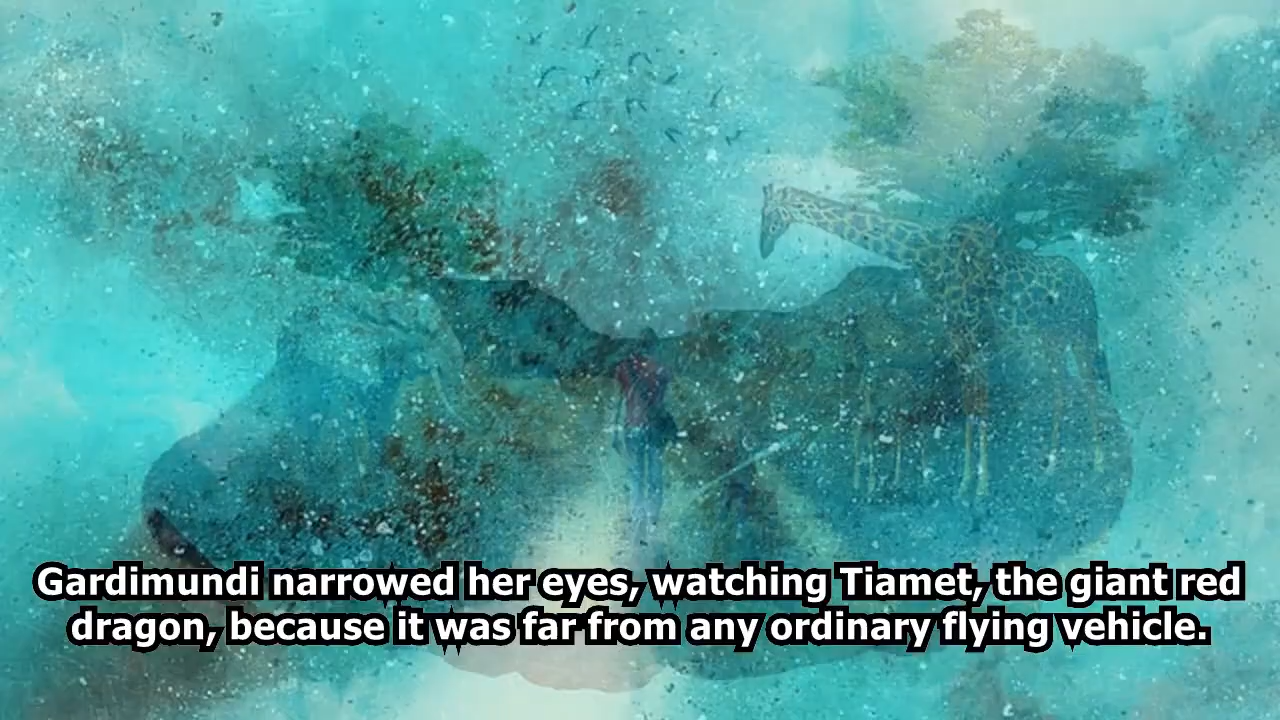 Gardimundi narrowed her eyes, watching Tiamet, the giant red
dragon, because it was far from any ordinary flying vehicle.